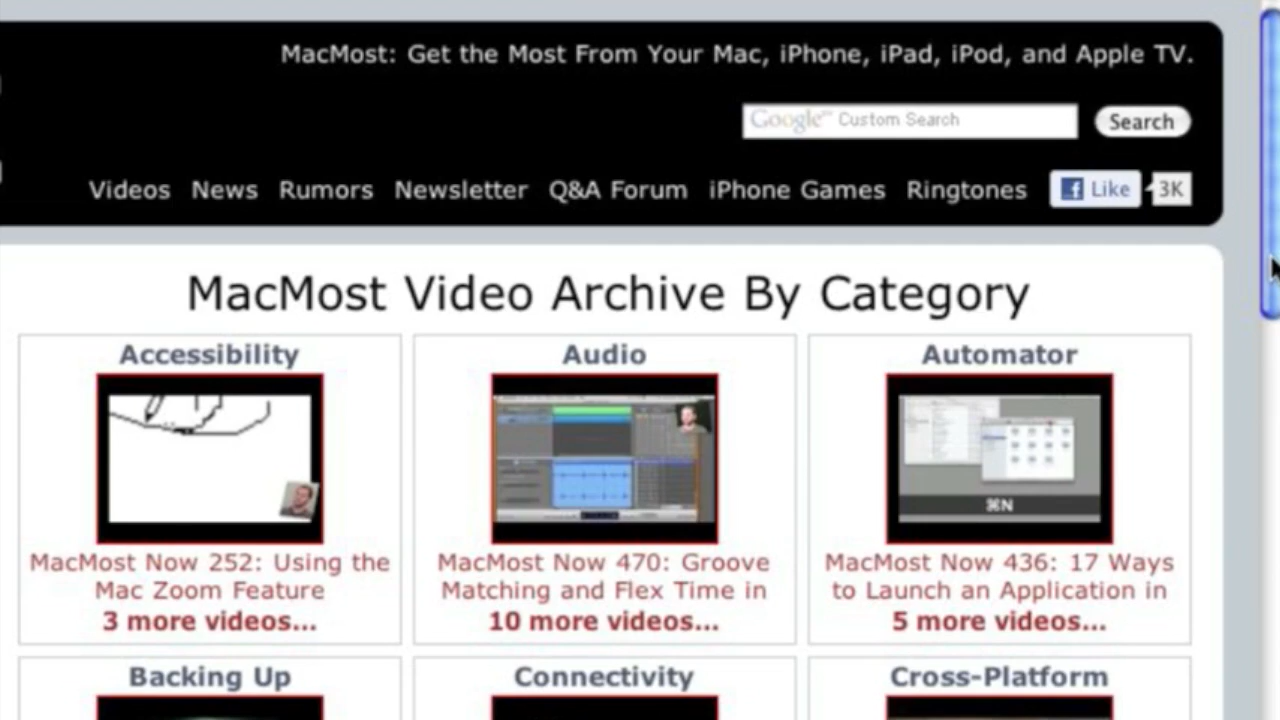 MacMost: Get the Most From Your Mac, iPhone, iPad, iPod, and Apple TV.
Google™ Custom Search
Search
Videos News Rumors Newsletter Q&A Forum iPhone Games Ringtones Like 3K
MacMost Video Archive By Category
Accessibility
MacMost Now 252: Using the
Mac Zoom Feature
3 more videos...
Audio
MacMost Now 470: Groove
Matching and Flex Time in
10 more videos...
Automator
⌘N
MacMost Now 436: 17 Ways
to Launch an Application in
5 more videos...
Backing Up
Connectivity
Cross-Platform